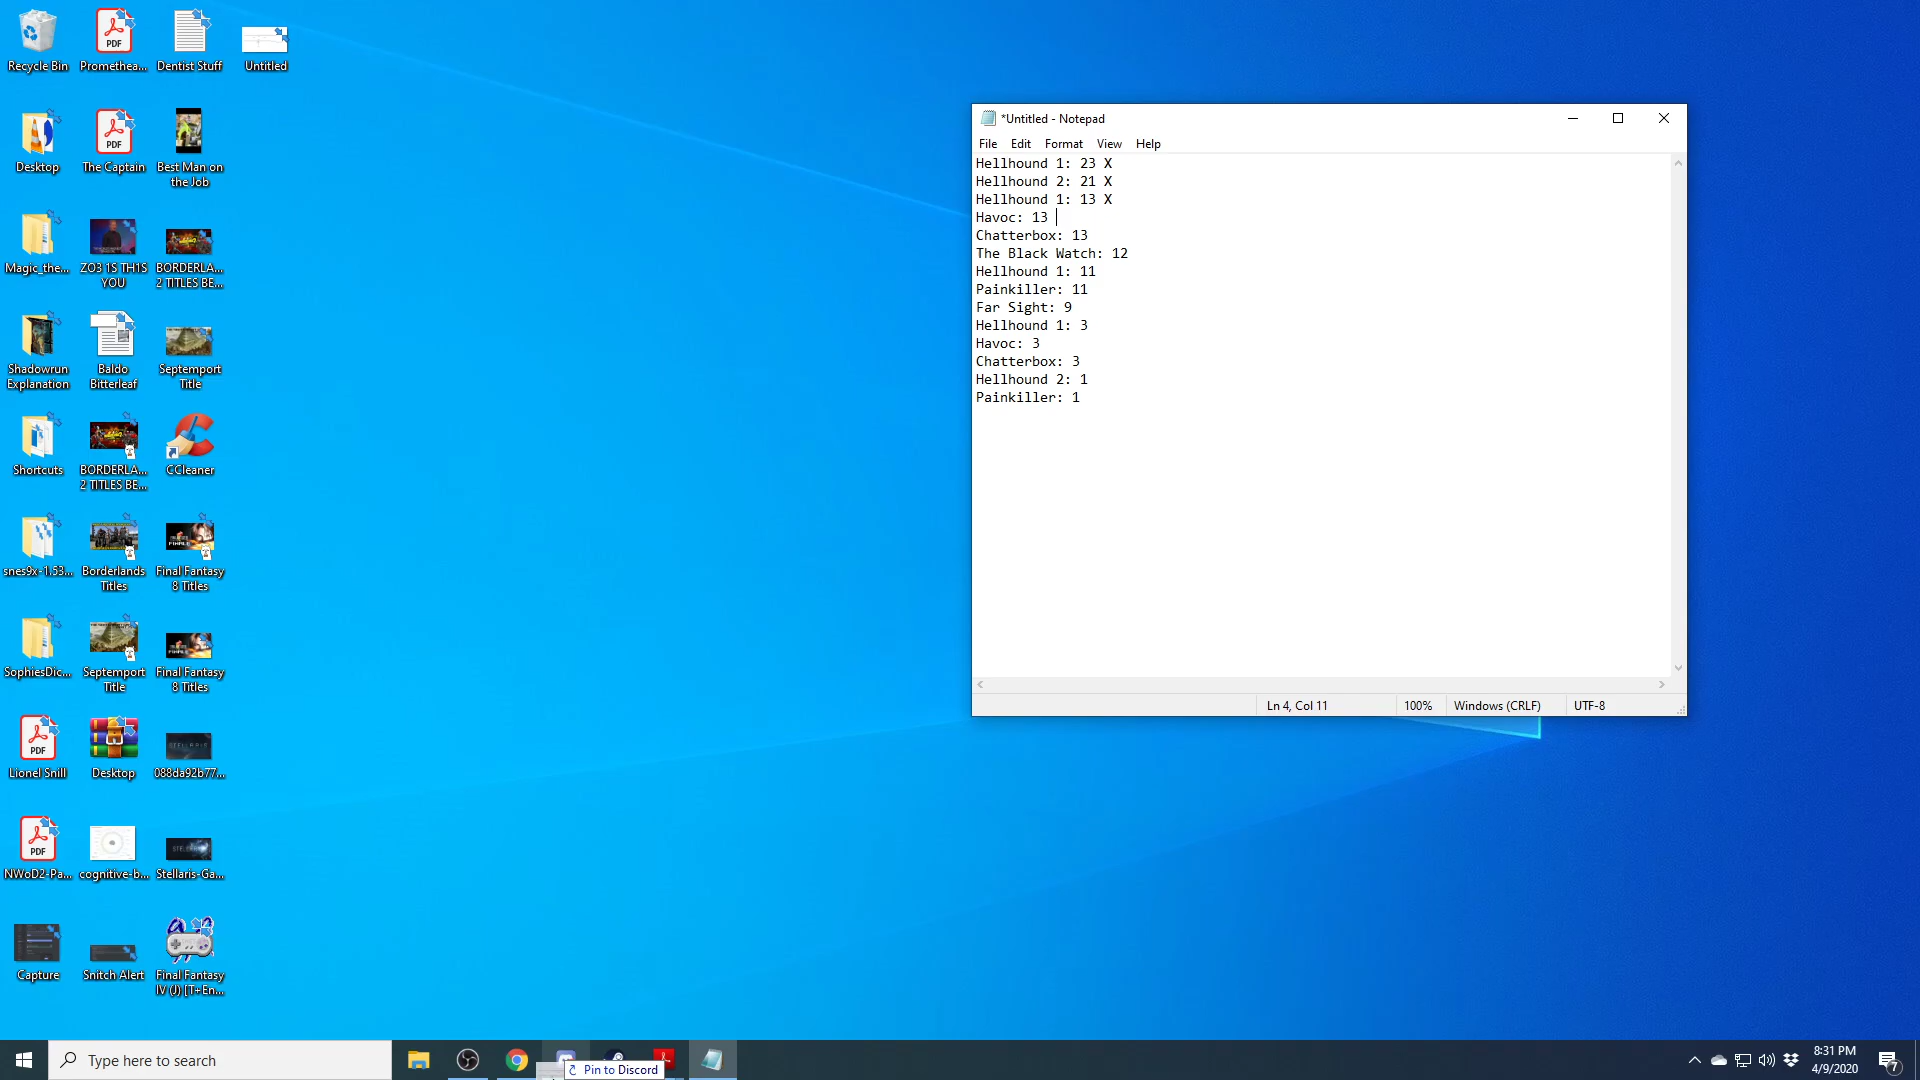 Recycle Bin
Promethea...
Dentist Stuff
Untitled
Desktop
The Captain
Best Man on
the Job
Magic_the...
ZO3 1S TH1S
YOU
BORDERLA...
2 TITLES BE...
Shadowrun
Explanation
Baldo
Bitterleaf
Septemport
Title
Shortcuts
BORDERLA...
2 TITLES BE...
CCleaner
snes9x-1.53...
Borderlands
Titles
Final Fantasy
8 Titles
SophiesDic...
Septemport
Title
Final Fantasy
8 Titles
PDF
Lionel Snill
Desktop
088da92b77...
NWoD2-Pa...
cognitive-b...
Stellaris-Ga...
Capture
Snitch Alert
Final Fantasy
IV (J) [T+En...
*Untitled - Notepad
File Edit Format View Help
Hellhound 1: 23 X
Hellhound 2: 21 X
Hellhound 1: 13 X
Havoc: 13
Chatterbox: 13
The Black Watch: 12
Hellhound 1: 11
Painkiller: 11
Far Sight: 9
Hellhound 1: 3
Havoc: 3
Chatterbox: 3
Hellhound 2: 1
Painkiller: 1
Ln 4, Col 11 100% Windows (CRLF) UTF-8
Type here to search
Pin to Discord
8:31 PM
4/9/2020
7